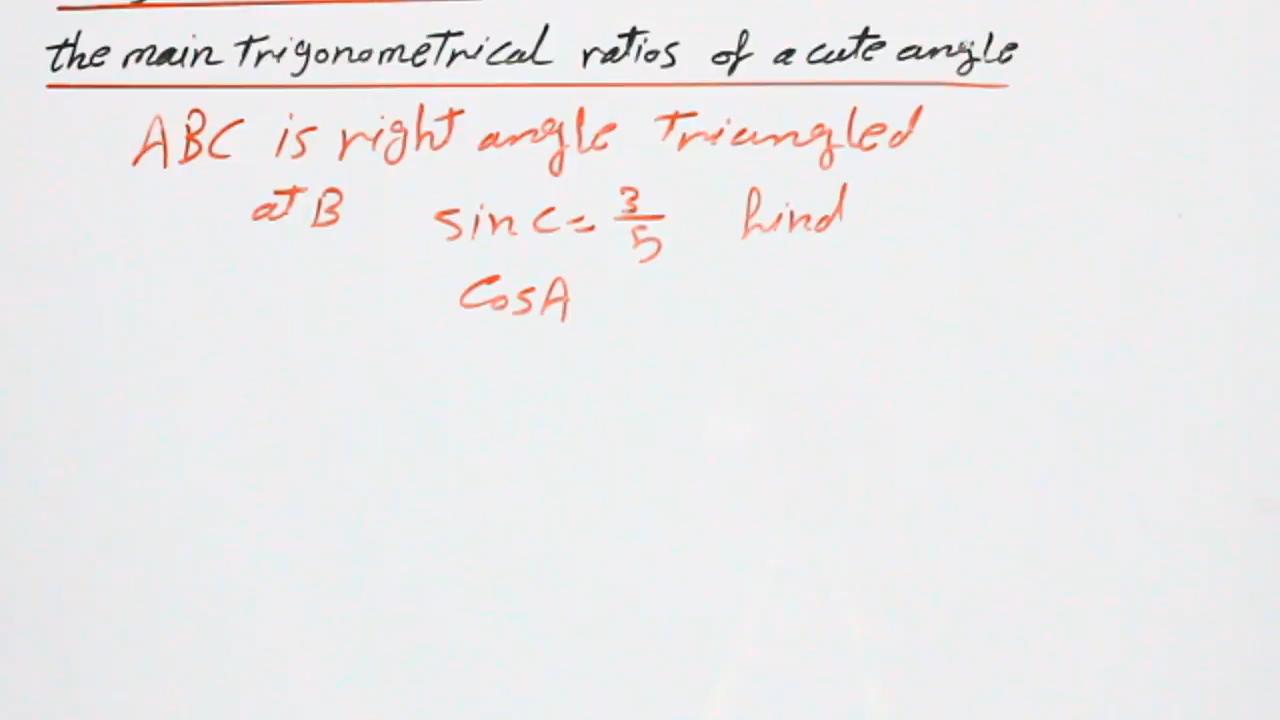 the main trigonometrical ratios of acute angle
ABC is right angle Triangled
at B sin C = 3/5 find
Cos A